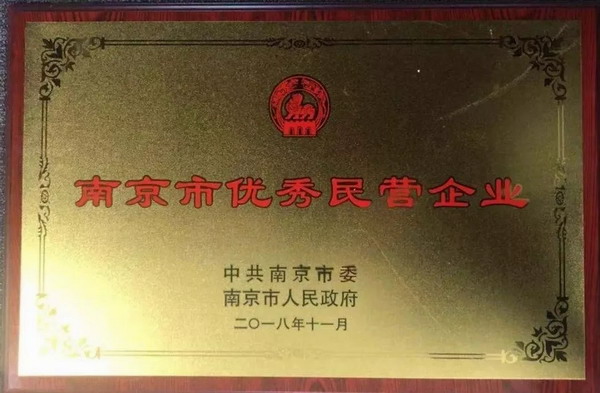 南京市优秀民营企业
中共南京市委
南京市人民政府
二〇一八年十一月